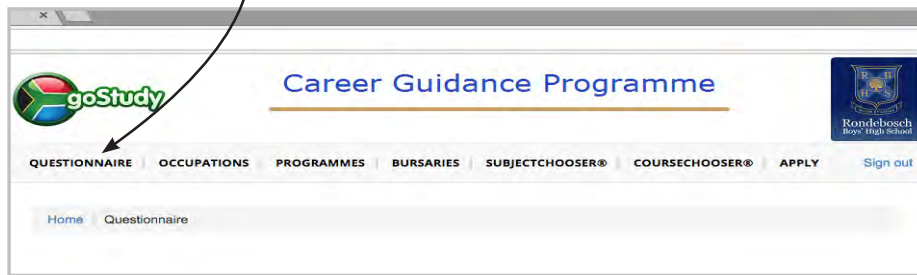 goStudy
Career Guidance Programme
R B
H S
Rondebosch
Boys' High School
QUESTIONNAIRE OCCUPATIONS PROGRAMMES BURSARIES SUBJECTCHOOSER® COURSECHOOSER® APPLY Sign out
Home Questionnaire